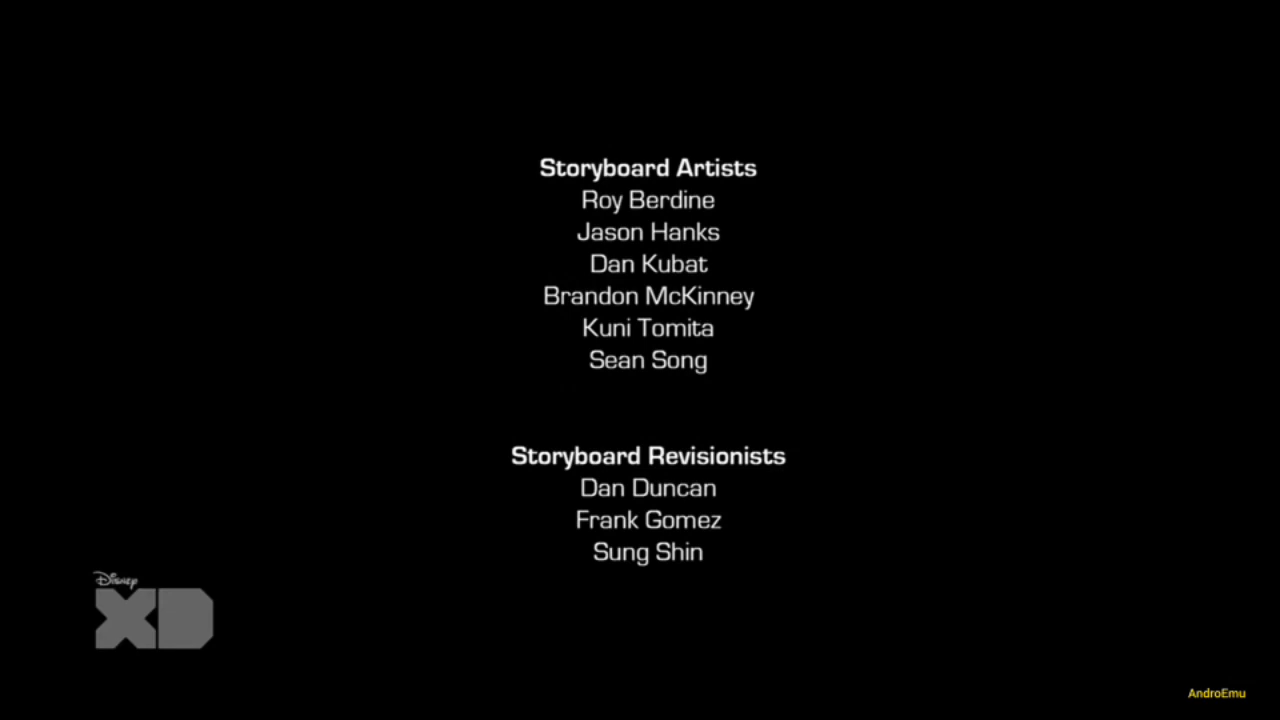 Storyboard Artists
Roy Berdine
Jason Hanks
Dan Kubat
Brandon McKinney
Kuni Tomita
Sean Song
Storyboard Revisionists
Dan Duncan
Frank Gomez
Sung Shin
Disney
XD
AndroEmu